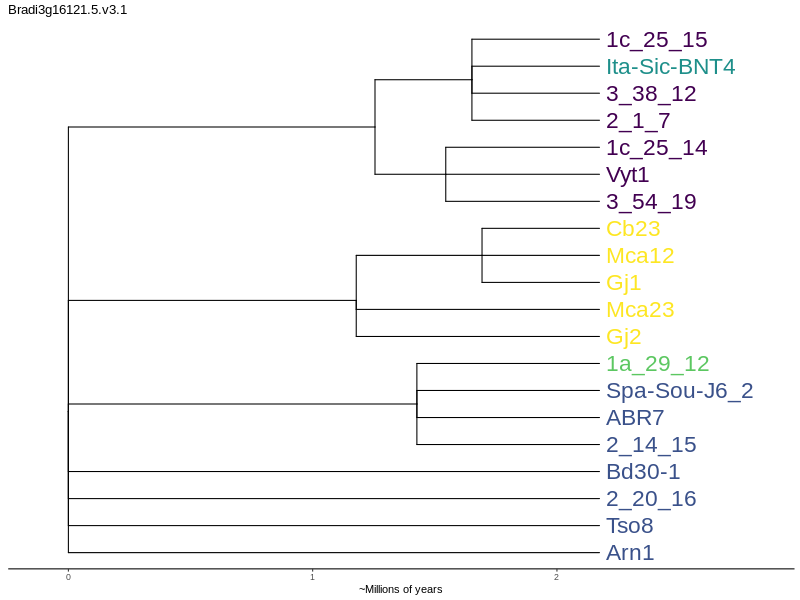 Bradi3g16121.5.v3.1
1c_25_15
Ita-Sic-BNT4
3_38_12
2_1_7
1c_25_14
Vyt1
3_54_19
Cb23
Mca12
Gj1
Mca23
Gj2
1a_29_12
Spa-Sou-J6_2
ABR7
2_14_15
Bd30-1
2_20_16
Tso8
Arn1
0 1 2
~Millions of years